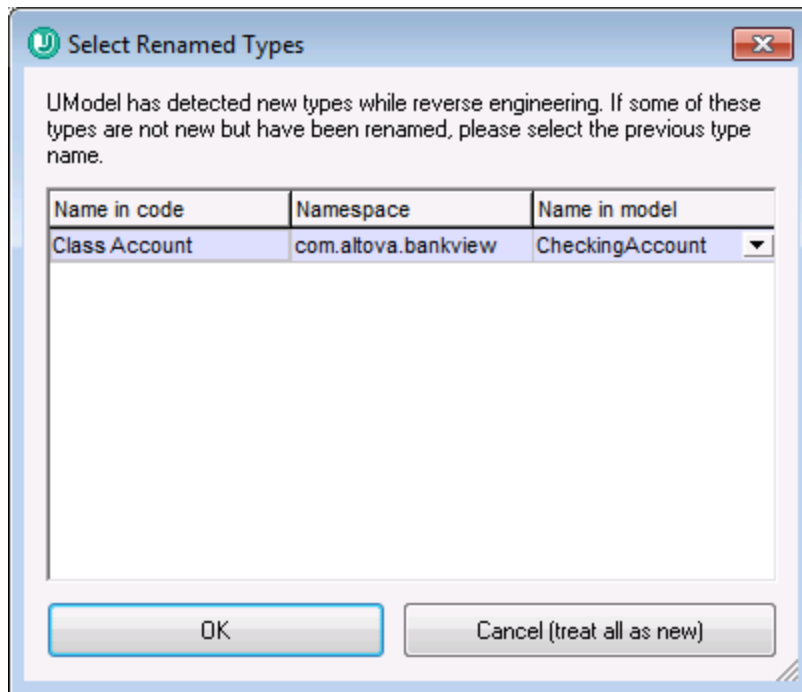 Select Renamed Types
UModel has detected new types while reverse engineering. If some of these
types are not new but have been renamed, please select the previous type
name.
Name in code Namespace Name in model
Class Account com.altova.bankview CheckingAccount
OK Cancel (treat all as new)